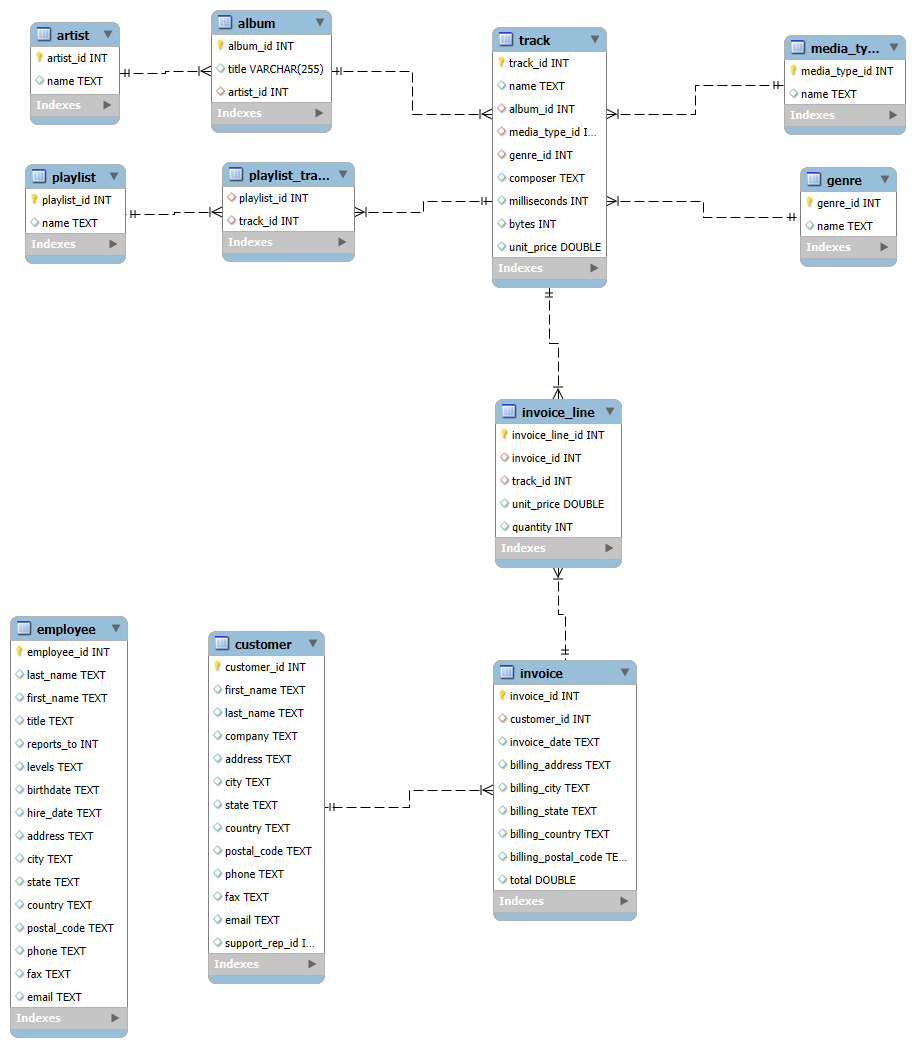 artist
artist_id INT
name TEXT
Indexes
album
album_id INT
title VARCHAR(255)
artist_id INT
Indexes
track
track_id INT
name TEXT
album_id INT
media_type_id I...
genre_id INT
composer TEXT
milliseconds INT
bytes INT
unit_price DOUBLE
Indexes
media_ty...
media_type_id INT
name TEXT
Indexes
playlist
playlist_id INT
name TEXT
Indexes
playlist_tra...
playlist_id INT
track_id INT
Indexes
genre
genre_id INT
name TEXT
Indexes
invoice_line
invoice_line_id INT
invoice_id INT
track_id INT
unit_price DOUBLE
quantity INT
Indexes
employee
employee_id INT
last_name TEXT
first_name TEXT
title TEXT
reports_to INT
levels TEXT
birthdate TEXT
hire_date TEXT
address TEXT
city TEXT
state TEXT
country TEXT
postal_code TEXT
phone TEXT
fax TEXT
email TEXT
Indexes
customer
customer_id INT
first_name TEXT
last_name TEXT
company TEXT
address TEXT
city TEXT
state TEXT
country TEXT
postal_code TEXT
phone TEXT
fax TEXT
email TEXT
support_rep_id I...
Indexes
invoice
invoice_id INT
customer_id INT
invoice_date TEXT
billing_address TEXT
billing_city TEXT
billing_state TEXT
billing_country TEXT
billing_postal_code TE...
total DOUBLE
Indexes